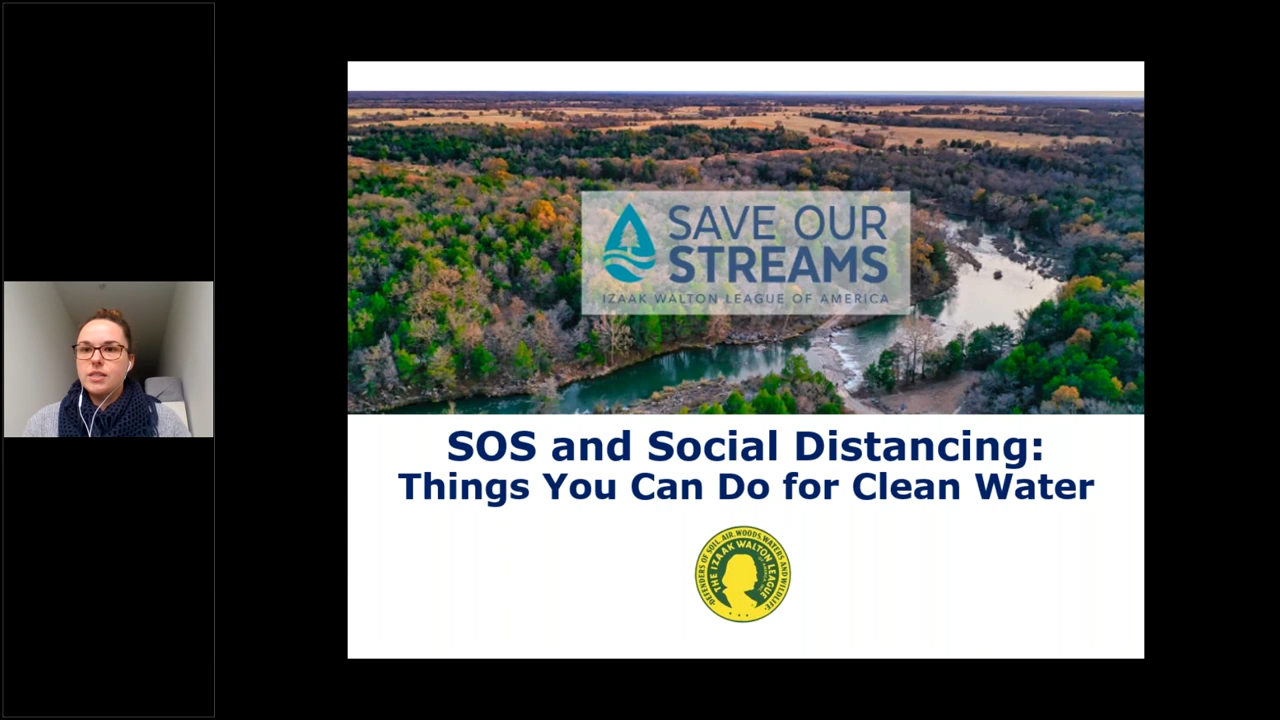 SAVE OUR
STREAMS
IZAAK WALTON LEAGUE OF AMERICA
SOS and Social Distancing:
Things You Can Do for Clean Water
DEFENDERS OF SOIL, AIR, WOODS, WATERS AND WILDLIFE
THE IZAAK WALTON LEAGUE